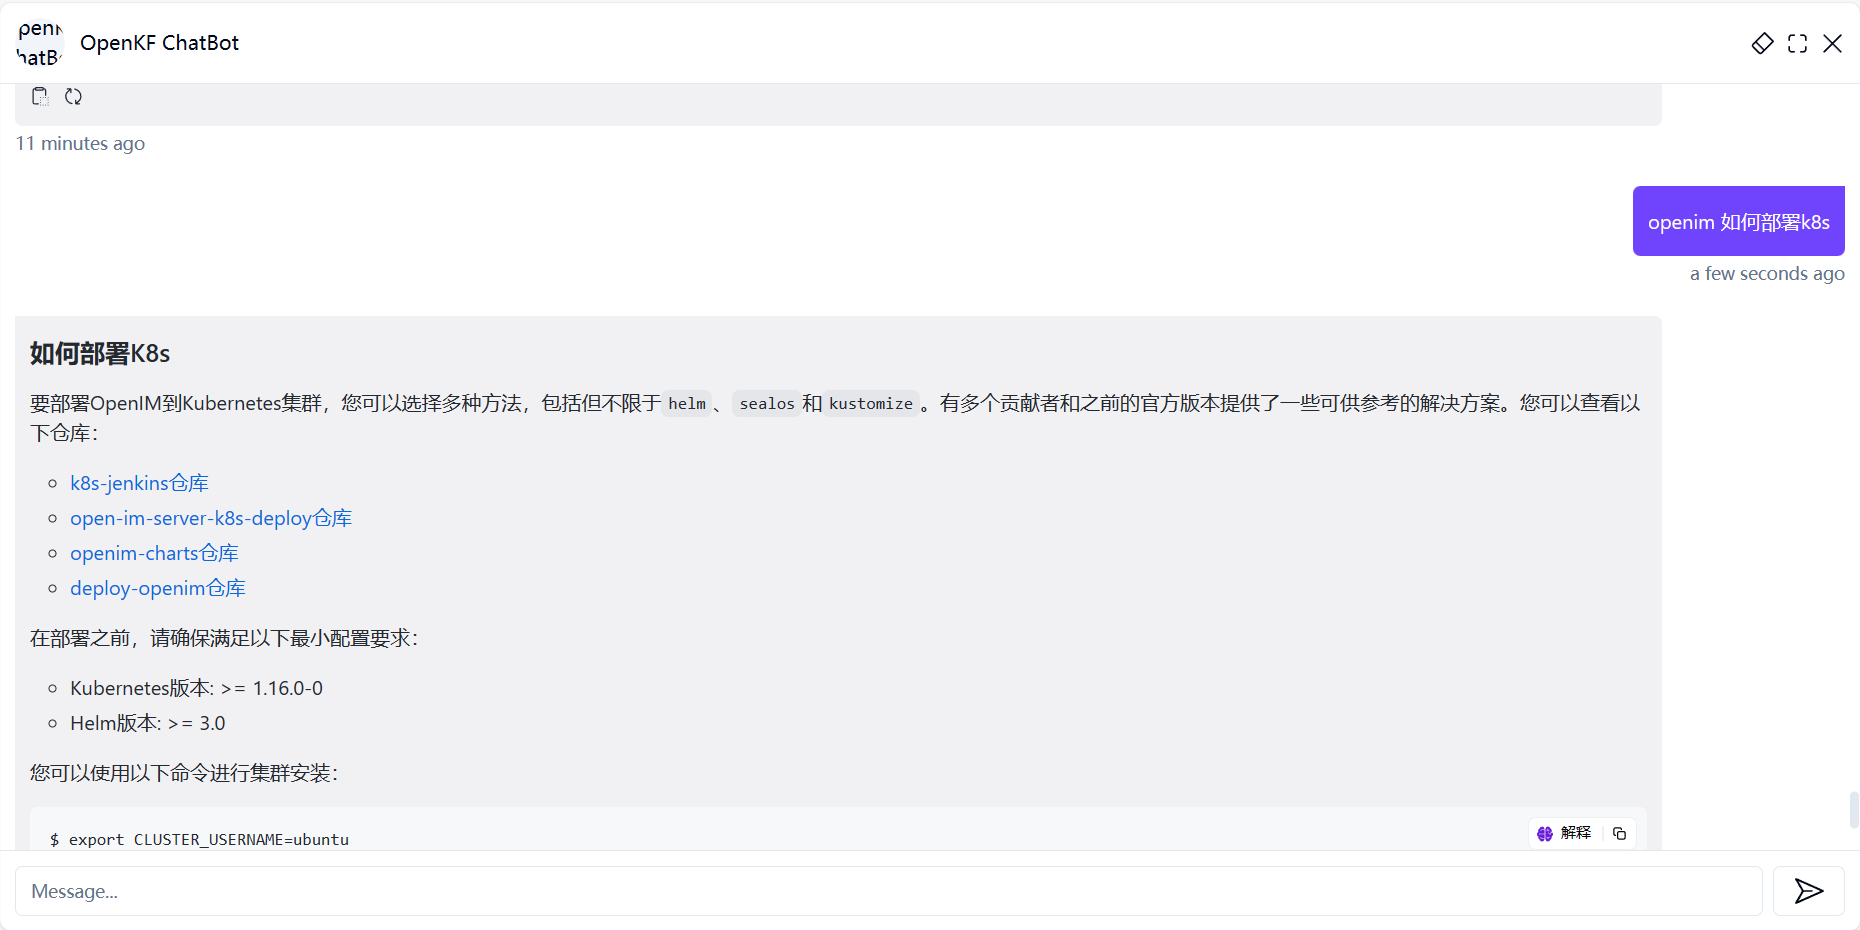 OpenKF ChatBot
11 minutes ago
openim 如何部署k8s
a few seconds ago
如何部署K8s
要部署OpenIM到Kubernetes集群，您可以选择多种方法，包括但不限于 helm 、 sealos 和 kustomize 。有多个贡献者和之前的官方版本提供了一些可供参考的解决方案。您可以查看以
下仓库：
k8s-jenkins仓库
open-im-server-k8s-deploy仓库
openim-charts仓库
deploy-openim仓库
在部署之前，请确保满足以下最小配置要求：
Kubernetes版本: >= 1.16.0-0
Helm版本: >= 3.0
您可以使用以下命令进行集群安装：
$ export CLUSTER_USERNAME=ubuntu
解释
Message...